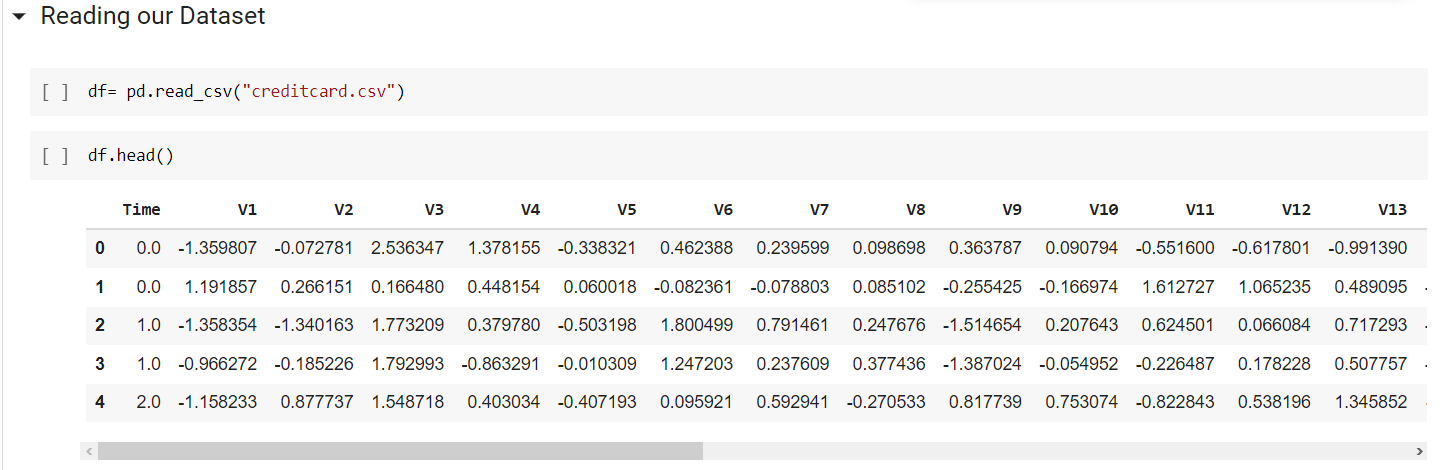 Reading our Dataset
[ ] df= pd.read_csv("creditcard.csv")
[ ] df.head()
Time V1 V2 V3 V4 V5 V6 V7 V8 V9 V10 V11 V12 V13
0 0.0 -1.359807 -0.072781 2.536347 1.378155 -0.338321 0.462388 0.239599 0.098698 0.363787 0.090794 -0.551600 -0.617801 -0.991390
1 0.0 1.191857 0.266151 0.166480 0.448154 0.060018 -0.082361 -0.078803 0.085102 -0.255425 -0.166974 1.612727 1.065235 0.489095
2 1.0 -1.358354 -1.340163 1.773209 0.379780 -0.503198 1.800499 0.791461 0.247676 -1.514654 0.207643 0.624501 0.066084 0.717293
3 1.0 -0.966272 -0.185226 1.792993 -0.863291 -0.010309 1.247203 0.237609 0.377436 -1.387024 -0.054952 -0.226487 0.178228 0.507757
4 2.0 -1.158233 0.877737 1.548718 0.403034 -0.407193 0.095921 0.592941 -0.270533 0.817739 0.753074 -0.822843 0.538196 1.345852